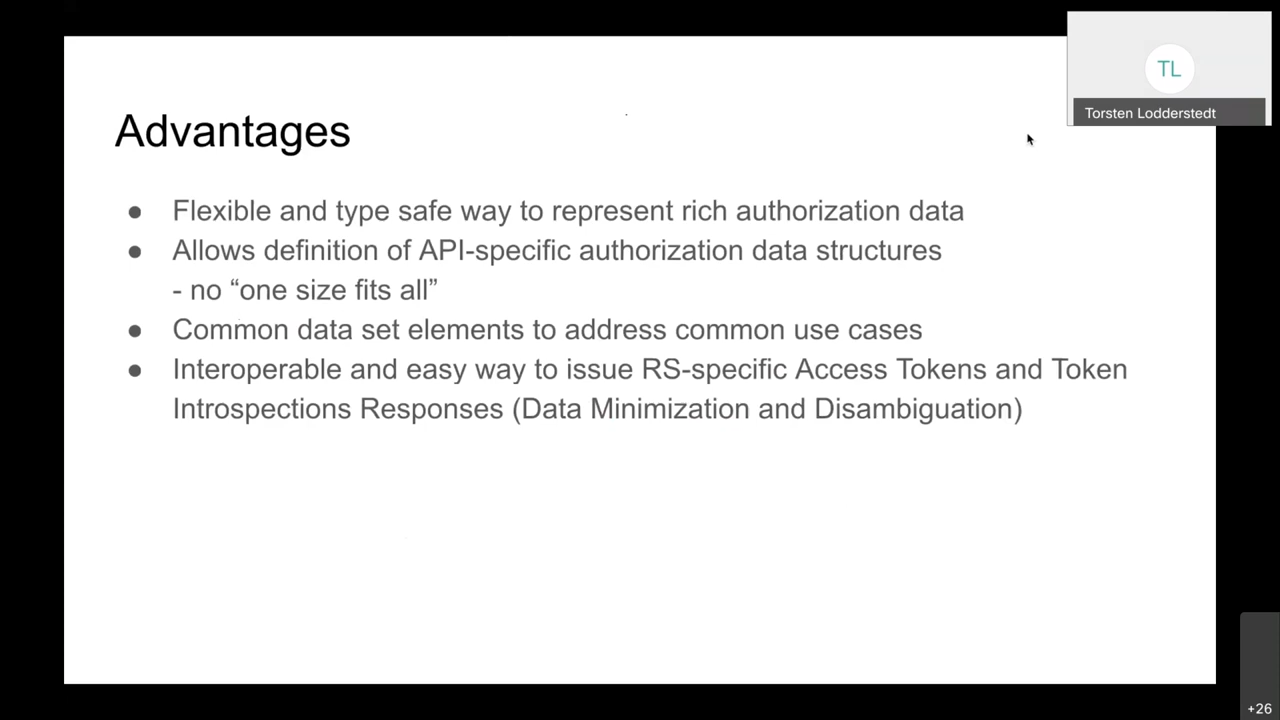 TL
Torsten Lodderstedt
Advantages
● Flexible and type safe way to represent rich authorization data
● Allows definition of API-specific authorization data structures
- no “one size fits all”
● Common data set elements to address common use cases
● Interoperable and easy way to issue RS-specific Access Tokens and Token
Introspections Responses (Data Minimization and Disambiguation)
+26